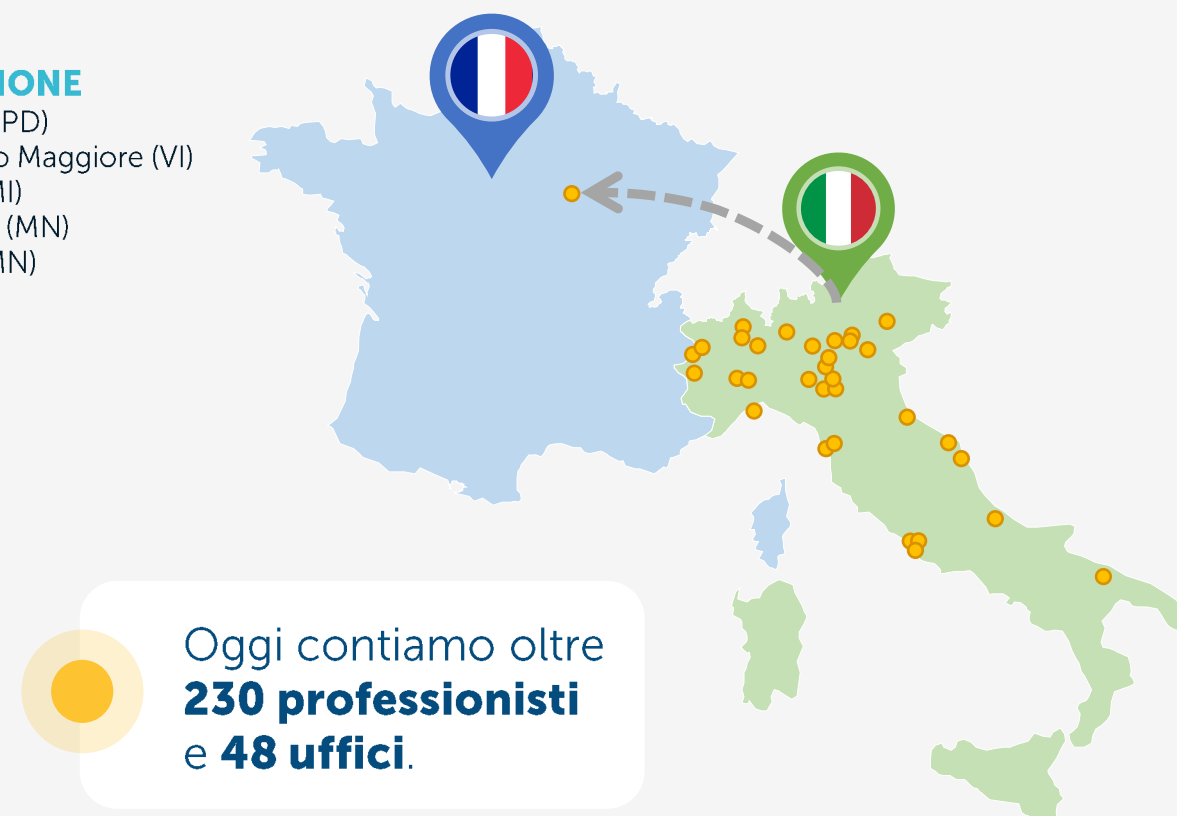 IONE
PD)
o Maggiore (VI)
MI)
(MN)
MN)
Oggi contiamo oltre
230 professionisti
e 48 uffici.